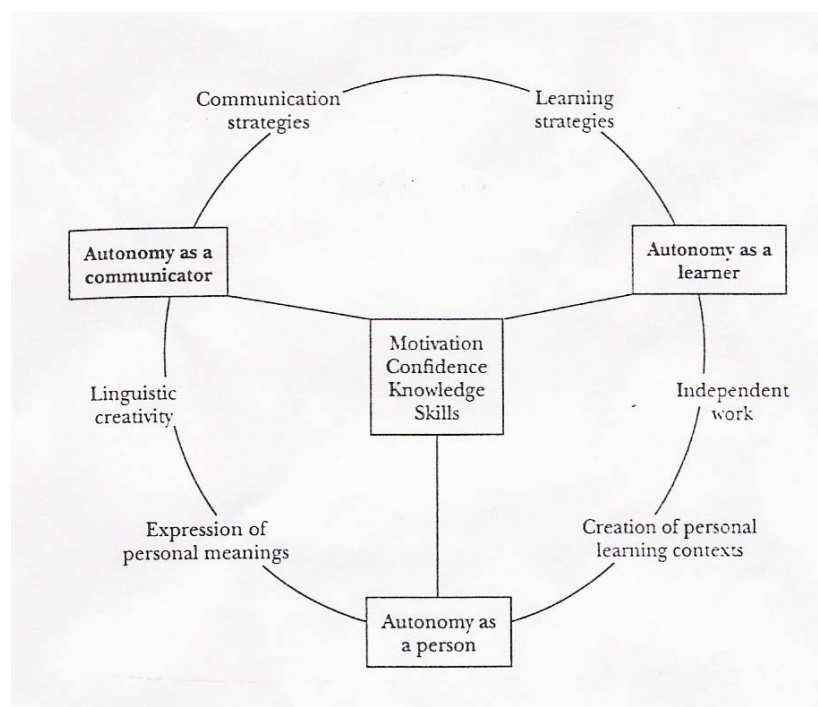 Communication
strategies
Learning
strategies
Autonomy as a
communicator
Autonomy as a
learner
Motivation
Confidence
Knowledge
Skills
Linguistic
creativity
Independent
work
Expression of
personal meanings
Creation of personal
learning contexts
Autonomy as
a person